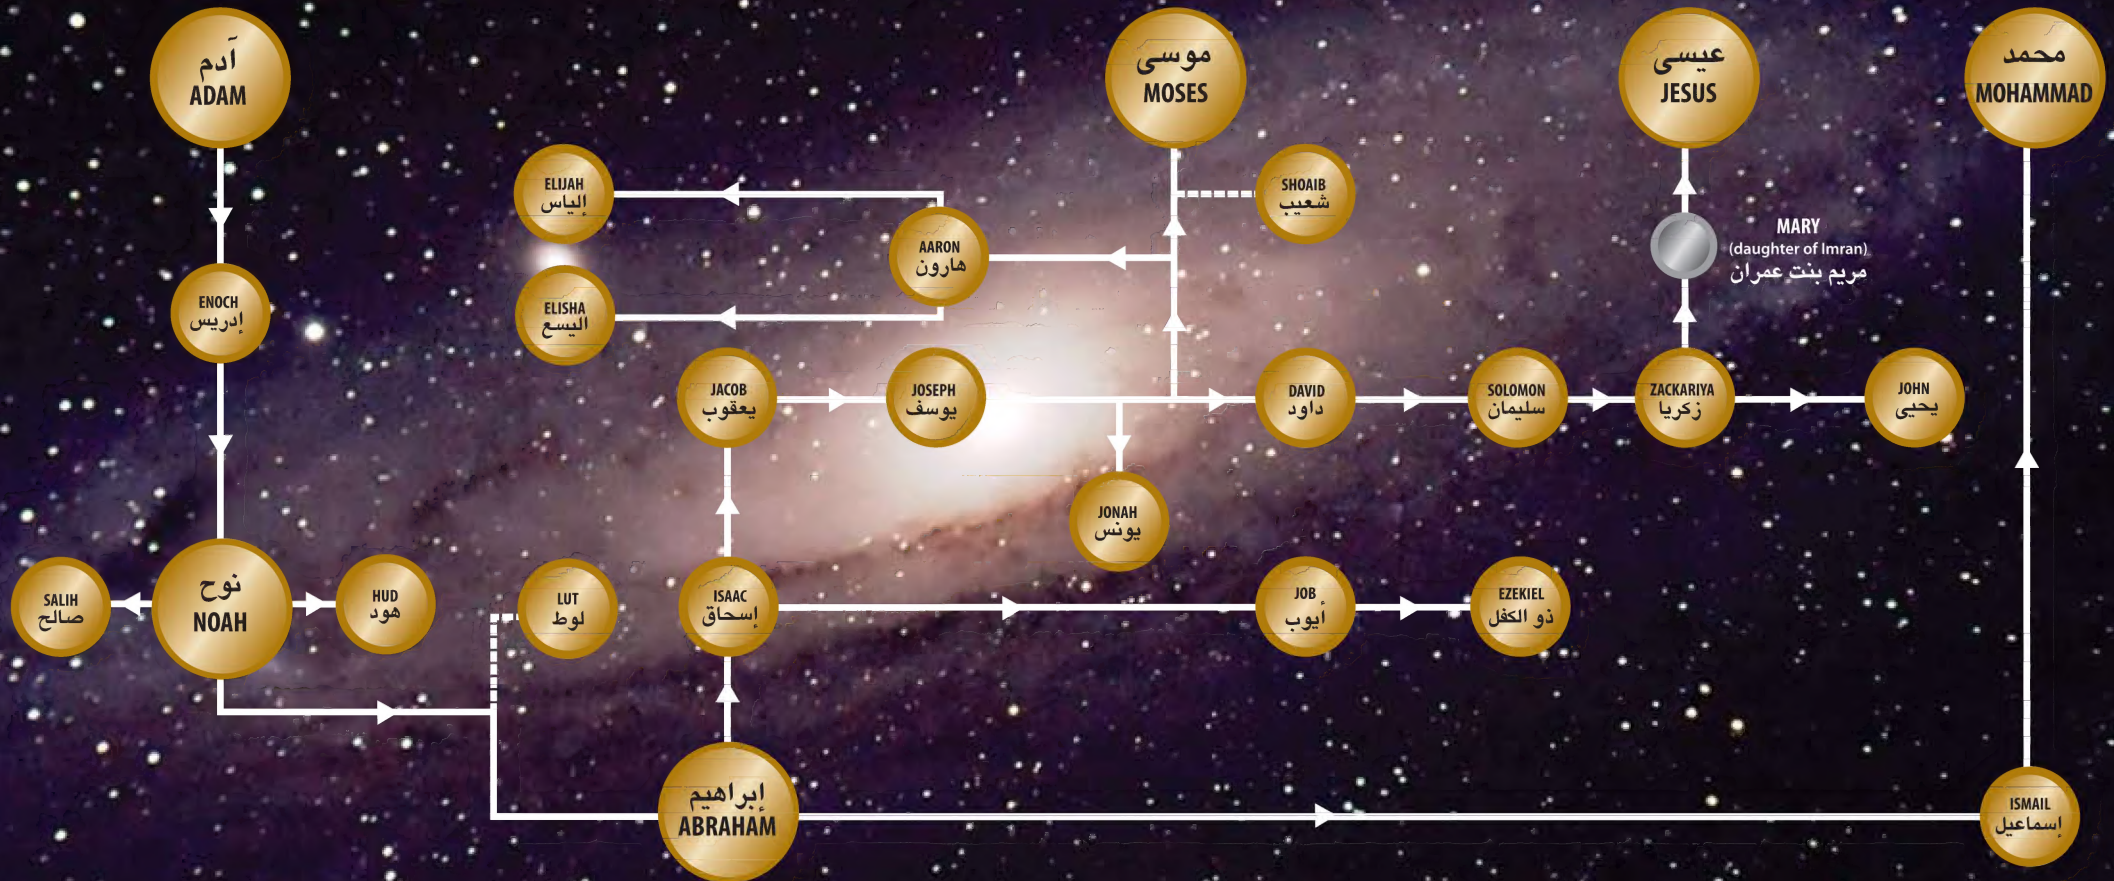 آدم
ADAM
موسى
MOSES
عيسى
JESUS
محمد
MOHAMMAD
ELIJAH
إلياس
SHOAIB
شعيب
AARON
هارون
MARY
(daughter of Imran)
مريم بنت عمران
ENOCH
إدريس
ELISHA
اليسع
JACOB
يعقوب
JOSEPH
يوسف
DAVID
داود
SOLOMON
سليمان
ZACKARIYA
زكريا
JOHN
يحيى
JONAH
يونس
SALIH
صالح
نوح
NOAH
HUD
هود
LUT
لوط
ISAAC
إسحاق
JOB
أيوب
EZEKIEL
ذو الكفل
إبراهيم
ABRAHAM
ISMAIL
إسماعيل